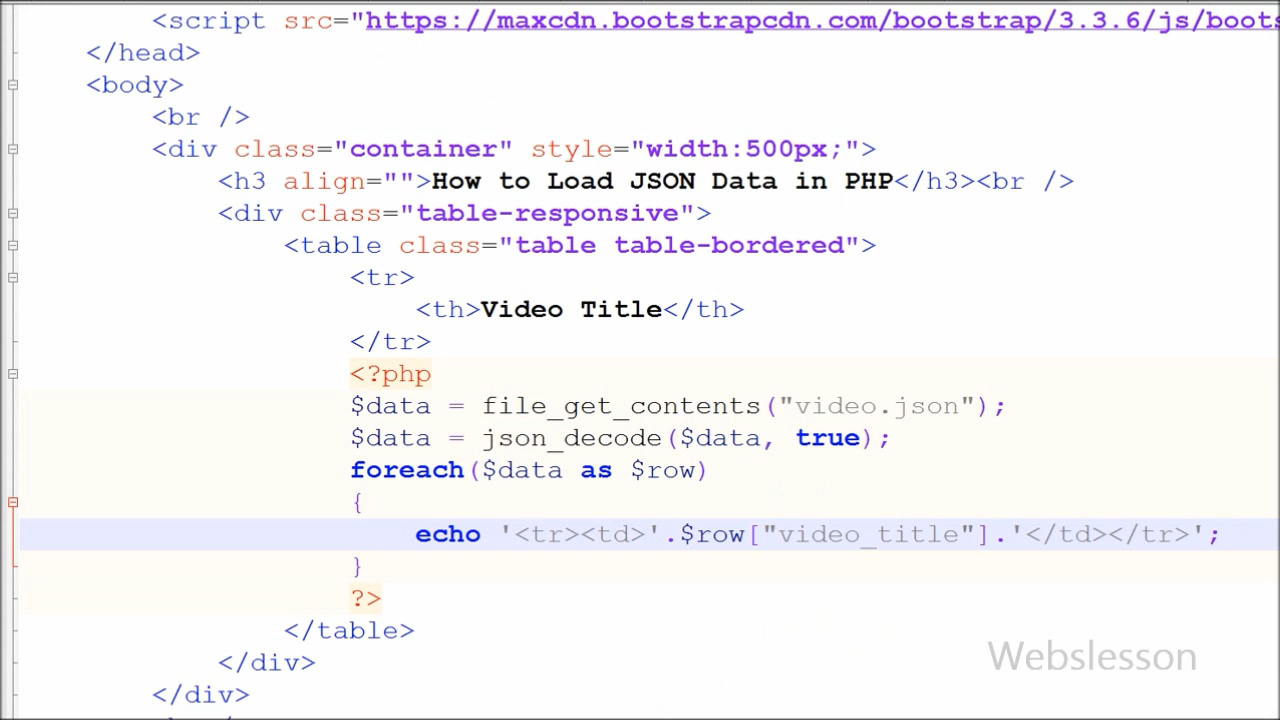 <script src="https://maxcdn.bootstrapcdn.com/bootstrap/3.3.6/js/boots
</head>
<body>
<br />
<div class="container" style="width:500px;">
<h3 align="">How to Load JSON Data in PHP</h3><br />
<div class="table-responsive">
<table class="table table-bordered">
<tr>
<th>Video Title</th>
</tr>
<?php
$data = file_get_contents("video.json");
$data = json_decode($data, true);
foreach($data as $row)
{
echo '<tr><td>'.$row["video_title"].'</td></tr>';
}
?>
</table>
</div>
</div>
Webslesson